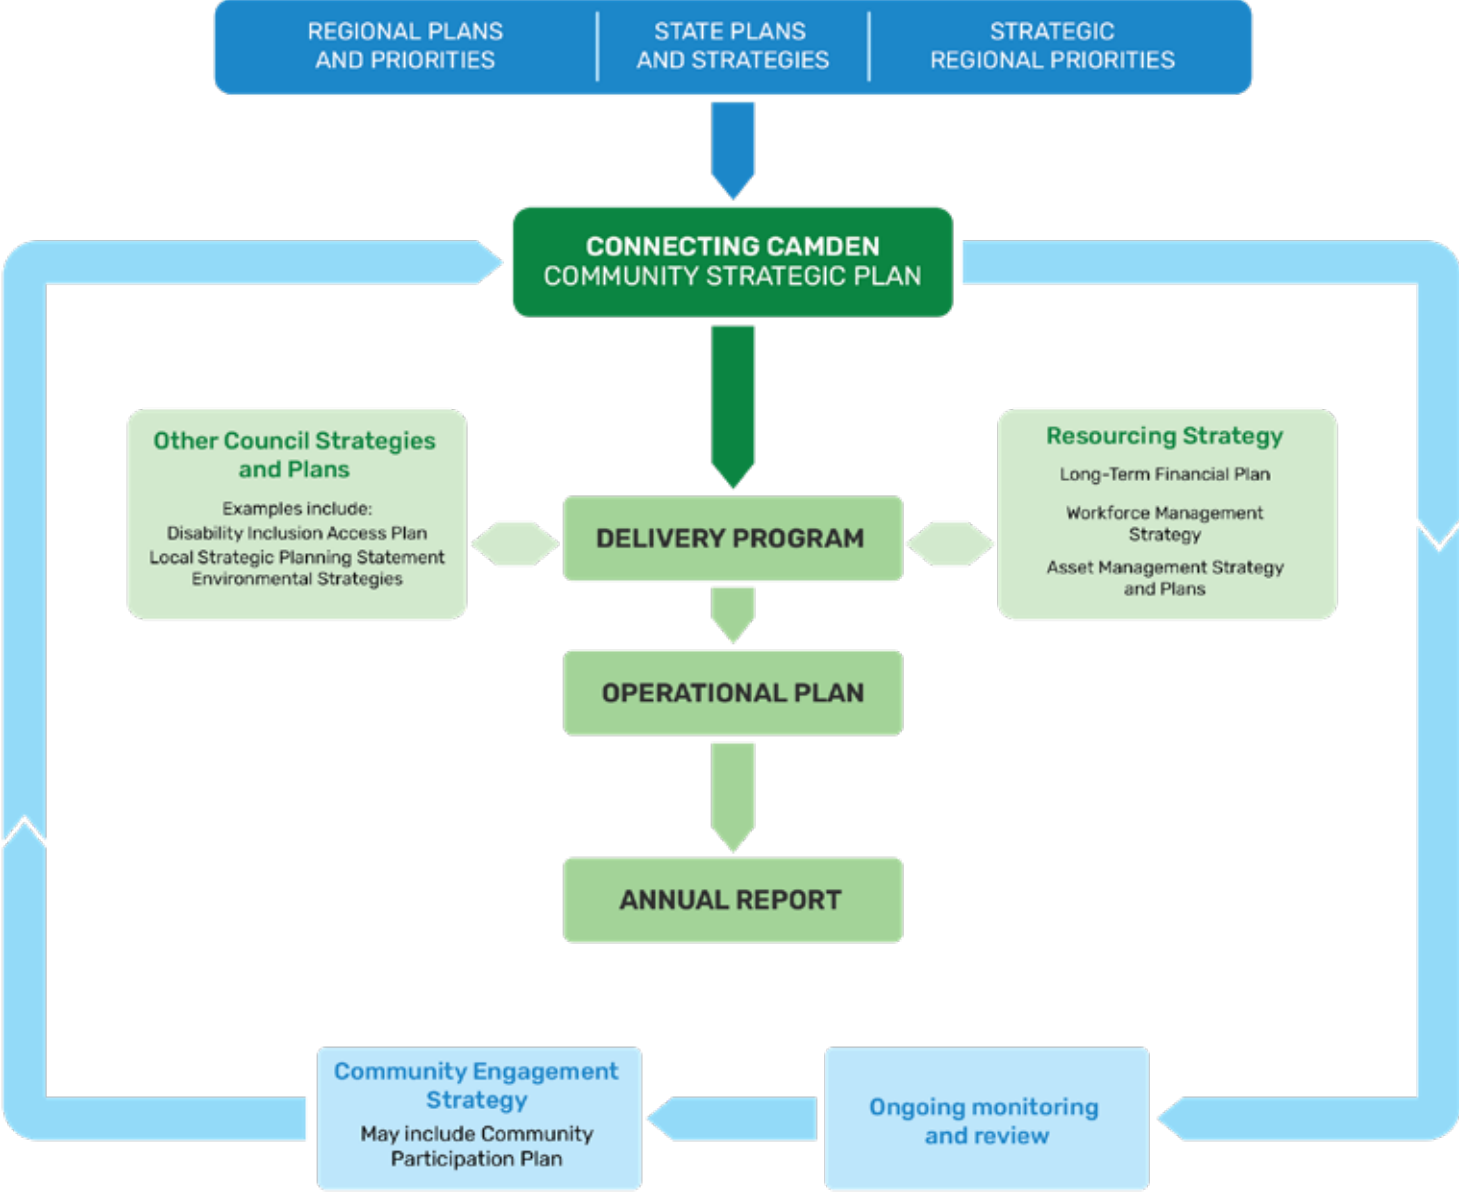 REGIONAL PLANS
AND PRIORITIES
STATE PLANS
AND STRATEGIES
STRATEGIC
REGIONAL PRIORITIES
CONNECTING CAMDEN
COMMUNITY STRATEGIC PLAN
Other Council Strategies
and Plans
Examples include:
Disability Inclusion Access Plan
Local Strategic Planning Statement
Environmental Strategies
DELIVERY PROGRAM
Resourcing Strategy
Long-Term Financial Plan
Workforce Management
Strategy
Asset Management Strategy
and Plans
OPERATIONAL PLAN
ANNUAL REPORT
Community Engagement
Strategy
May include Community
Participation Plan
Ongoing monitoring
and review